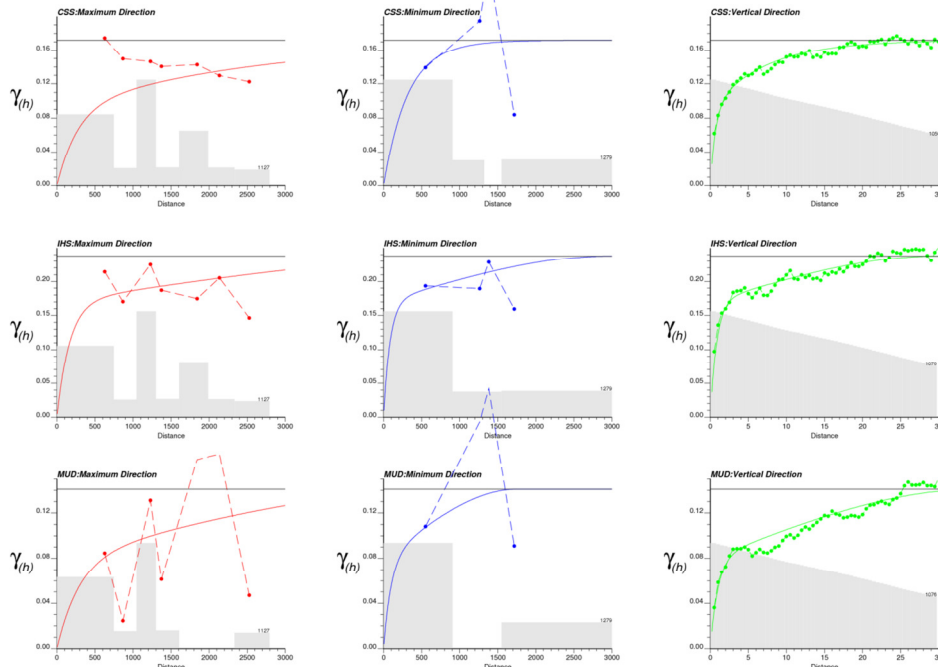 CSS:Maximum Direction
CSS:Minimum Direction
CSS:Vertical Direction
0.16
0.12
0.08
0.04
0.00
γ(h)
1127
0 500 1000 1500 2000 2500 3000
Distance
0.16
0.12
0.08
0.04
0.00
γ(h)
1279
0 500 1000 1500 2000 2500 3000
Distance
0.16
0.12
0.08
0.04
0.00
γ(h)
0 5 10 15 20 25
Distance
IHS:Maximum Direction
IHS:Minimum Direction
IHS:Vertical Direction
0.20
0.15
0.10
0.05
0.00
γ(h)
1127
0 500 1000 1500 2000 2500 3000
Distance
0.20
0.15
0.10
0.05
0.00
γ(h)
1279
0 500 1000 1500 2000 2500 3000
Distance
0.20
0.15
0.10
0.05
0.00
γ(h)
0 5 10 15 20 25
Distance
MUD:Maximum Direction
MUD:Minimum Direction
MUD:Vertical Direction
0.12
0.08
0.04
0.00
γ(h)
1127
0 500 1000 1500 2000 2500 3000
Distance
0.12
0.08
0.04
0.00
γ(h)
1279
0 500 1000 1500 2000 2500 3000
Distance
0.12
0.08
0.04
0.00
γ(h)
1076
0 5 10 15 20 25
Distance